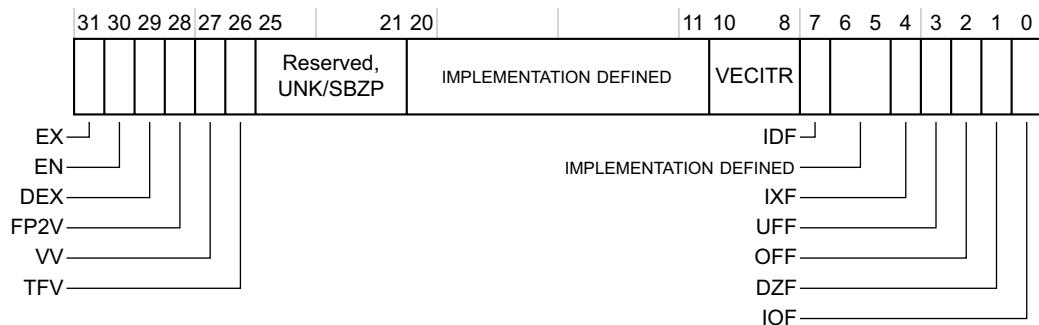 31 30 29 28 27 26 25 21 20 11 10 8 7 6 5 4 3 2 1 0
Reserved,
UNK/SBZP
IMPLEMENTATION DEFINED
VECITR
EX
EN
DEX
FP2V
VV
TFV
IDF
IMPLEMENTATION DEFINED
IXF
UFF
OFF
DZF
IOF